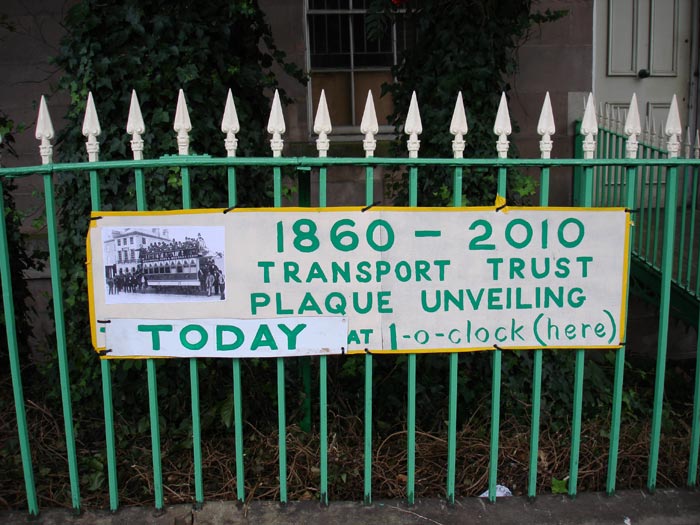 1860 - 2010
TRANSPORT TRUST
PLAQUE UNVEILING
TODAY AT 1-o-clock (here)